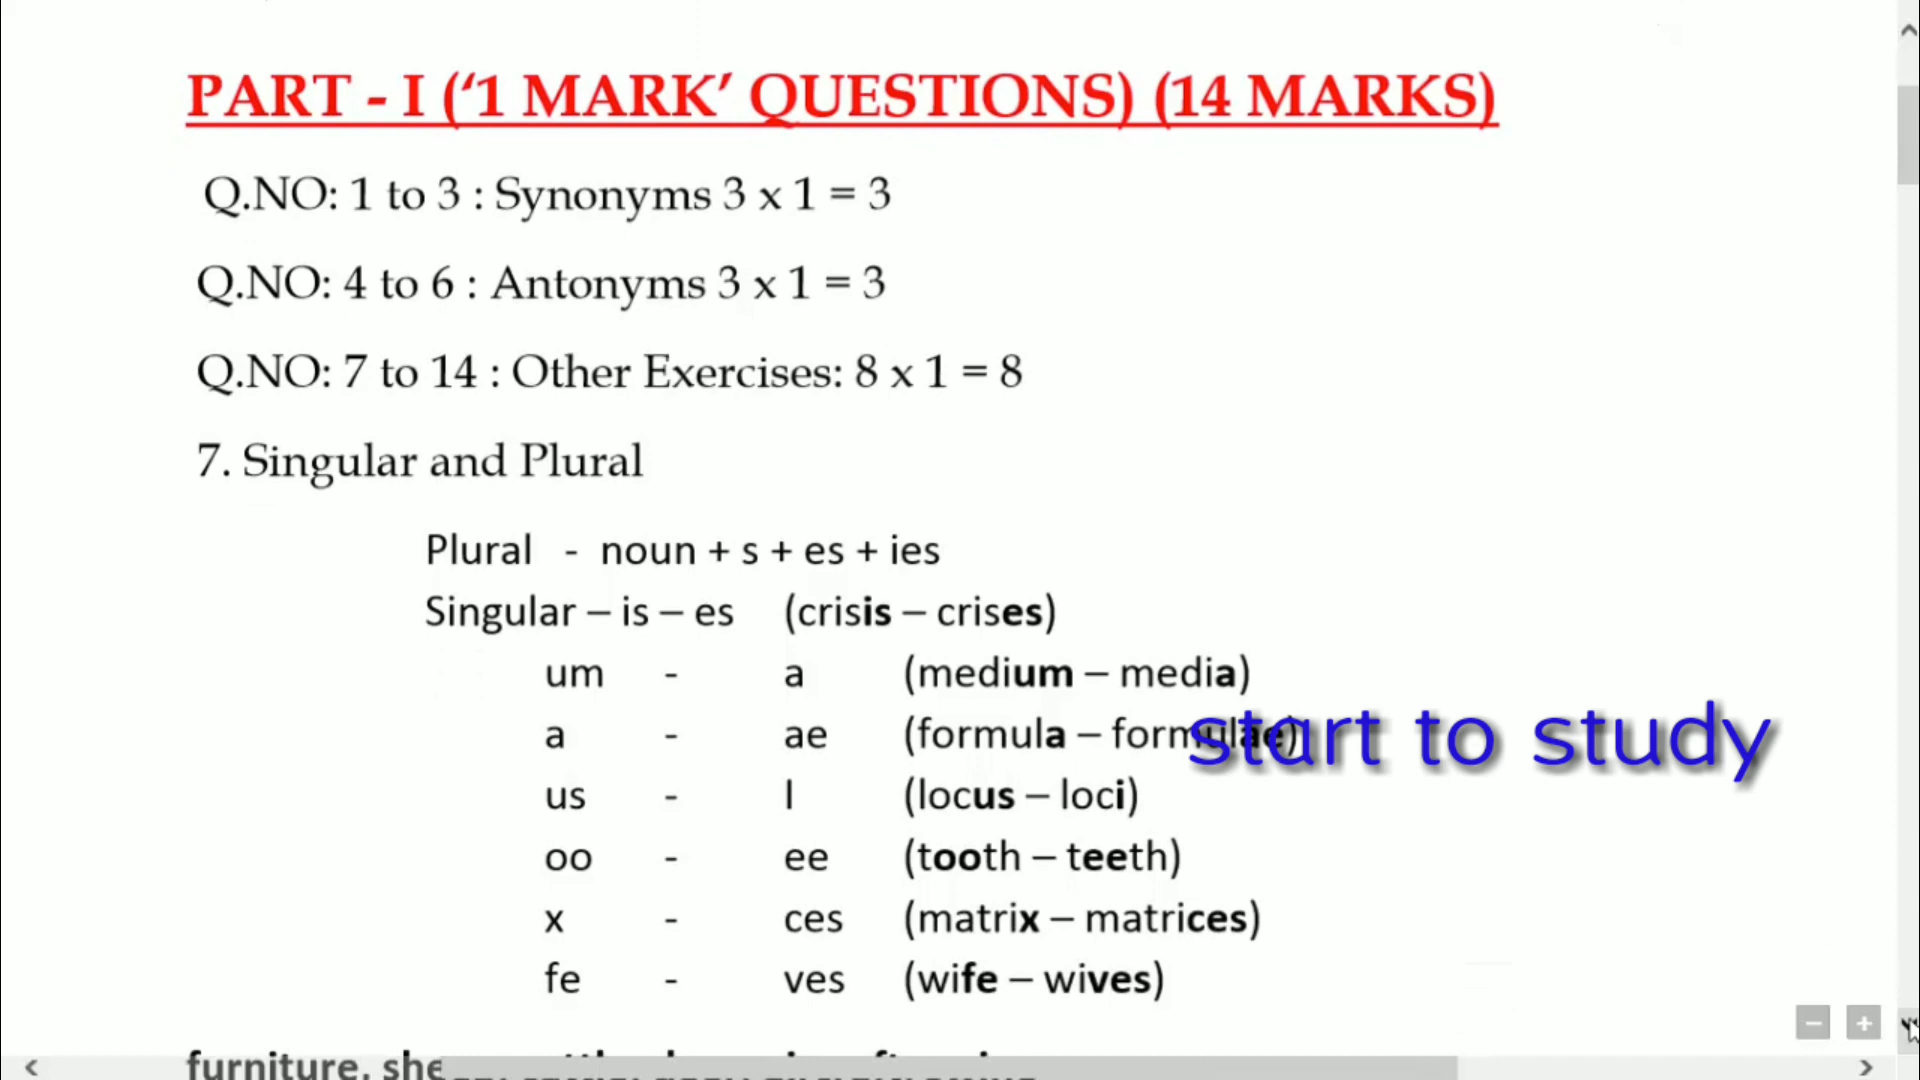 PART - I (‘1 MARK’ QUESTIONS) (14 MARKS)
Q.NO: 1 to 3 : Synonyms 3 x 1 = 3
Q.NO: 4 to 6 : Antonyms 3 x 1 = 3
Q.NO: 7 to 14 : Other Exercises: 8 x 1 = 8
7. Singular and Plural
Plural - noun + s + es + ies
Singular – is – es (crisis – crises)
um - a (medium – media)
a - ae (formula – formulae)
start to study
us - I (locus – loci)
oo - ee (tooth – teeth)
x - ces (matrix – matrices)
fe - ves (wife – wives)
furniture,